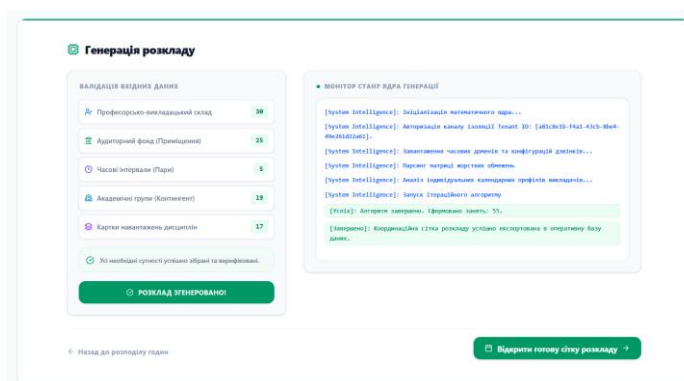 Генерація розкладу
ВАЛІДАЦІЯ ВХІДНИХ ДАНИХ
Професорсько-викладацький склад 30
Аудиторний фонд (Приміщення) 25
Часові інтервали (Пари) 5
Академічні групи (Контингент) 19
Картки навантажень дисциплін 17
Усі необхідні сутності успішно зібрані та верифіковані.
РОЗКЛАД ЗГЕНЕРОВАНО!
МОНІТОР СТАНУ ЯДРА ГЕНЕРАЦІЇ
[System Intelligence]: Ініціалізація математичного ядра...
[System Intelligence]: Авторизація каналу ізоляції Tenant ID:
[System Intelligence]: Завантаження часових доменів та конфігурацій дзвінків...
[System Intelligence]: Парсинг матриці жорстких обмежень.
[System Intelligence]: Аналіз індивідуальних календарних профілів викладачів...
[System Intelligence]: Запуск ітераційного алгоритму
[Успіх]: Алгоритм завершено. Сформовано занять: 55.
[Завершено]: Координаційна сітка розкладу успішно експортована в оперативну базу
даних.
← Назад до розподілу годин
Відкрити готову сітку розкладу →